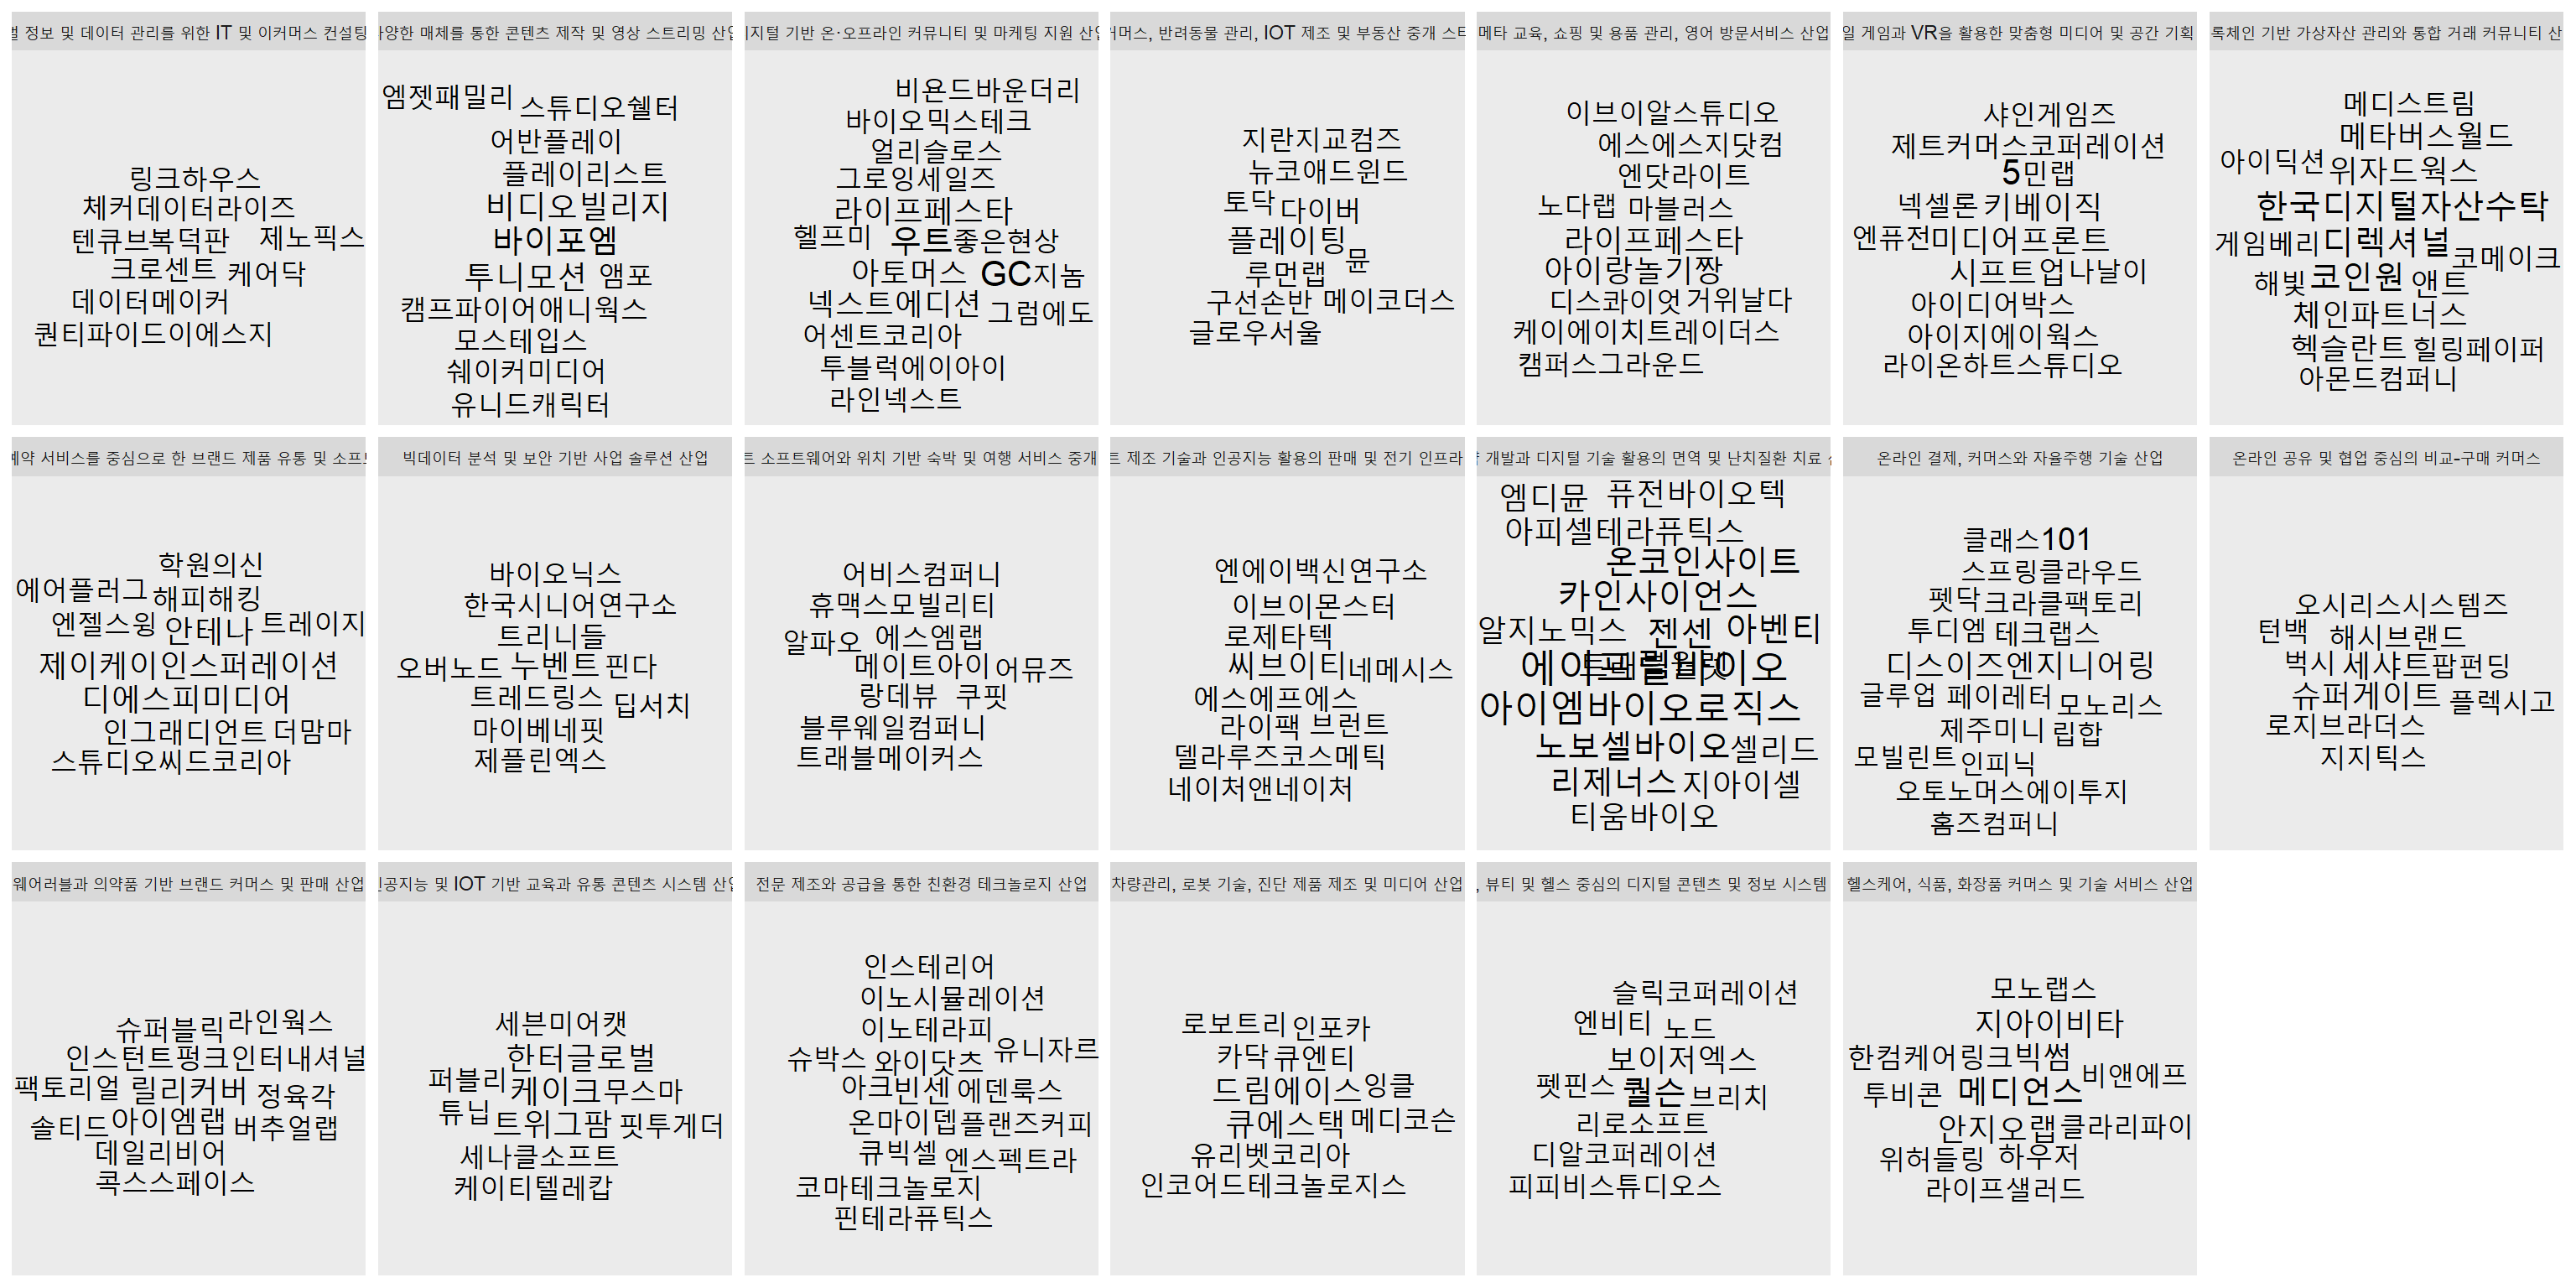 별 정보 및 데이터 관리를 위한 IT 및 이커머스 컨설팅
링크하우스
체커데이터라이즈
텐큐브복덕판 제노픽스
크로센트 케어닥
데이터메이커
퀀티파이드이에스지
다양한 매체를 통한 콘텐츠 제작 및 영상 스트리밍 산업
엠젯패밀리 스튜디오쉘터
어반플레이
플레이리스트
비디오빌리지
바이포엠
투니모션 앰포
캠프파이어애니웍스
모스테입스
쉐이커미디어
유니드캐릭터
디지털 기반 온·오프라인 커뮤니티 및 마케팅 지원 산업
비욘드바운더리
바이오믹스테크
얼리슬로스
그로잉세일즈
라이프페스타
헬프미 우트좋은현상
아토머스 GC지놈
넥스트에디션 그럼에도
어센트코리아
투블럭에이아이
라인넥스트
커머스, 반려동물 관리, IOT 제조 및 부동산 중개 스타
지란지교컴즈
뉴코애드윈드
토닥 다이버
플레이팅 뮨
루먼랩
구선손반 메이코더스
글로우서울
메타 교육, 쇼핑 및 용품 관리, 영어 방문서비스 산업
이브이알스튜디오
에스에스지닷컴
엔닷라이트
노다랩 마블러스
라이프페스타
아이랑놀기짱
디스콰이엇 거위날다
케이에이치트레이더스
캠퍼스그라운드
일 게임과 VR을 활용한 맞춤형 미디어 및 공간 기획
샤인게임즈
제트커머스코퍼레이션
5민랩
넥셀론 키베이직
엔퓨전미디어프론트
시프트업나날이
아이디어박스
아이지에이웍스
라이온하트스튜디오
록체인 기반 가상자산 관리와 통합 거래 커뮤니티 산
메디스트림
메타버스월드
아이딕션 위자드웍스
한국디지털자산수탁
게임베리 디렉셔널 코메이크
해빛 코인원 앤트
체인파트너스
헥슬란트 힐링페이퍼
아몬드컴퍼니
예약 서비스를 중심으로 한 브랜드 제품 유통 및 소프트
학원의신
에어플러그 해피해킹
엔젤스윙 안테나 트레이지
제이케이인스퍼레이션
디에스피미디어
인그래디언트 더맘마
스튜디오씨드코리아
빅데이터 분석 및 보안 기반 사업 솔루션 산업
바이오닉스
한국시니어연구소
트리니들
오버노드 누벤트 핀다
트레드링스 딥서치
마이베네핏
제플린엑스
트 소프트웨어와 위치 기반 숙박 및 여행 서비스 중개
어비스컴퍼니
휴맥스모빌리티
알파오 에스엠랩
메이트아이 어뮤즈
랑데뷰 쿠핏
블루웨일컴퍼니
트래블메이커스
트 제조 기술과 인공지능 활용의 판매 및 전기 인프라
엔에이백신연구소
이브이몬스터
로제타텍
씨브이티네메시스
에스에프에스
라이팩 브런트
델라루즈코스메틱
네이처앤네이처
약 개발과 디지털 기술 활용의 면역 및 난치질환 치료 산
엠디뮨 퓨전바이오텍
아피셀테라퓨틱스
온코인사이트
카인사이언스
알지노믹스 젠센 아벤티
에이프릴바이오
트래블월렛
아이엠바이오로직스
노보셀바이오셀리드
리제너스 지아이셀
티움바이오
온라인 결제, 커머스와 자율주행 기술 산업
클래스101
스프링클라우드
펫닥크라클팩토리
투디엠 테크랩스
디스이즈엔지니어링
글루업 페이레터 모노리스
제주미니 립합
모빌린트 인피닉
오토노머스에이투지
홈즈컴퍼니
온라인 공유 및 협업 중심의 비교-구매 커머스
오시리스시스템즈
턴백 해시브랜드
벅시 세샤트팝펀딩
슈퍼게이트 플렉시고
로지브라더스
지지틱스
웨어러블과 의약품 기반 브랜드 커머스 및 판매 산업
슈퍼블릭 라인웍스
인스턴트펑크인터내셔널
팩토리얼 릴리커버 정육각
솔티드 아이엠랩 버추얼랩
데일리비어
콕스스페이스
인공지능 및 IOT 기반 교육과 유통 콘텐츠 시스템 산업
세븐미어캣
한터글로벌
퍼블리 케이크무스마
튜닙 트위그팜 핏투게더
세나클소프트
케이티텔레캅
전문 제조와 공급을 통한 친환경 테크놀로지 산업
인스테리어
이노시뮬레이션
이노테라피
슈박스 와이닷츠 유니자르
아크빈센 에덴룩스
온마이뎁플랜즈커피
큐빅셀 엔스펙트라
코마테크놀로지
핀테라퓨틱스
차량관리, 로봇 기술, 진단 제품 제조 및 미디어 산업
로보트리 인포카
카닥 큐엔티
드림에이스잉클
큐에스택 메디코슨
유리벳코리아
인코어드테크놀로지스
, 뷰티 및 헬스 중심의 디지털 콘텐츠 및 정보 시스템
슬릭코퍼레이션
엔비티 노드
보이저엑스
펫핀스 퀄슨 브리치
리로소프트
디알코퍼레이션
피피비스튜디오스
헬스케어, 식품, 화장품 커머스 및 기술 서비스 산업
모노랩스
지아이비타
한컴케어링크빅썸
투비콘 메디언스 비앤에프
안지오랩클라리파이
위허들링 하우저
라이프샐러드